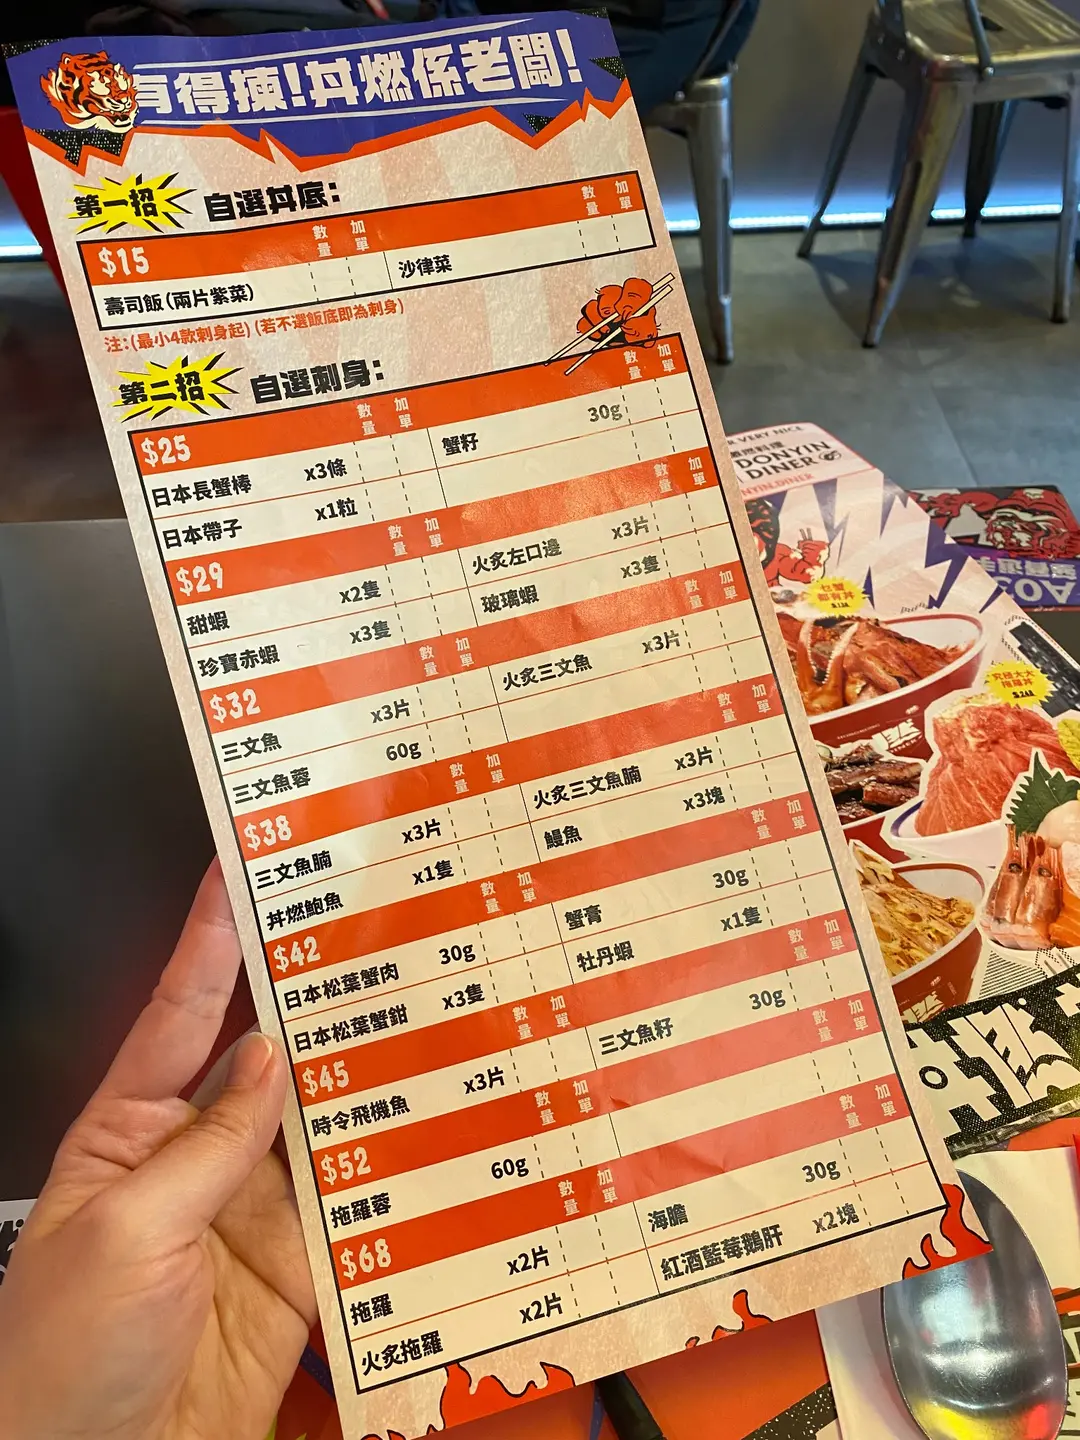 有得揀!丼燃係老闆!
第一招 自選丼底：
$15 數量 加單 數量 加單
壽司飯(兩片紫菜) 沙律菜
注：(最小4款刺身起) (若不選飯底即為刺身)
第二招 自選刺身：
$25 數量 加單 數量 加單
日本長蟹棒 x3條 蟹籽 30g
日本帶子 x1粒
$29 數量 加單 數量 加單
甜蝦 x2隻 火炙左口邊 x3片
珍寶赤蝦 x3隻 玻璃蝦 x3隻
$32 數量 加單 數量 加單
三文魚 x3片 火炙三文魚 x3片
三文魚蓉 60g
$38 數量 加單 數量 加單
三文魚腩 x3片 火炙三文魚腩 x3片
丼燃鮑魚 x1隻 鰻魚 x3塊
$42 數量 加單 數量 加單
日本松葉蟹肉 30g 蟹膏 30g
日本松葉蟹鉗 x3隻 牡丹蝦 x1隻
$45 數量 加單 數量 加單
時令飛機魚 x3片 三文魚籽 30g
$52 數量 加單 數量 加單
拖羅蓉 60g
$68 數量 加單 數量 加單
拖羅 x2片 海膽 30g
火炙拖羅 x2片 紅酒藍莓鵝肝 x2塊
VERY NICE
DONYIN
DINER
NYIN.DINER